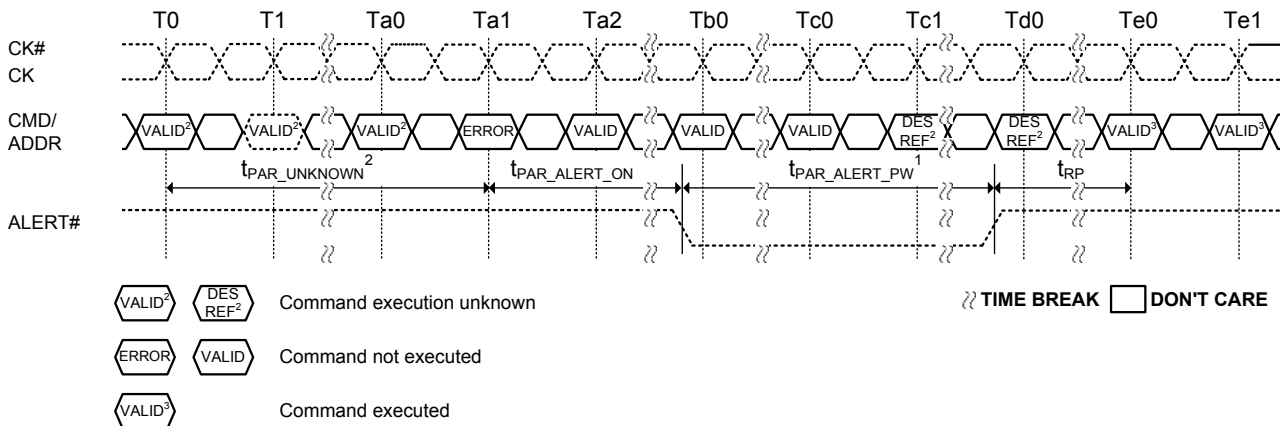 T0 T1 Ta0 Ta1 Ta2 Tb0 Tc0 Tc1 Td0 Te0 Te1
CK#
CK
CMD/
ADDR
VALID² VALID² VALID² ERROR VALID VALID VALID DES REF² DES REF² VALID³ VALID³
tPAR_UNKNOWN² tPAR_ALERT_ON tPAR_ALERT_PW¹ tRP
ALERT#
VALID² DES REF² Command execution unknown
TIME BREAK DON'T CARE
ERROR VALID Command not executed
VALID³ Command executed